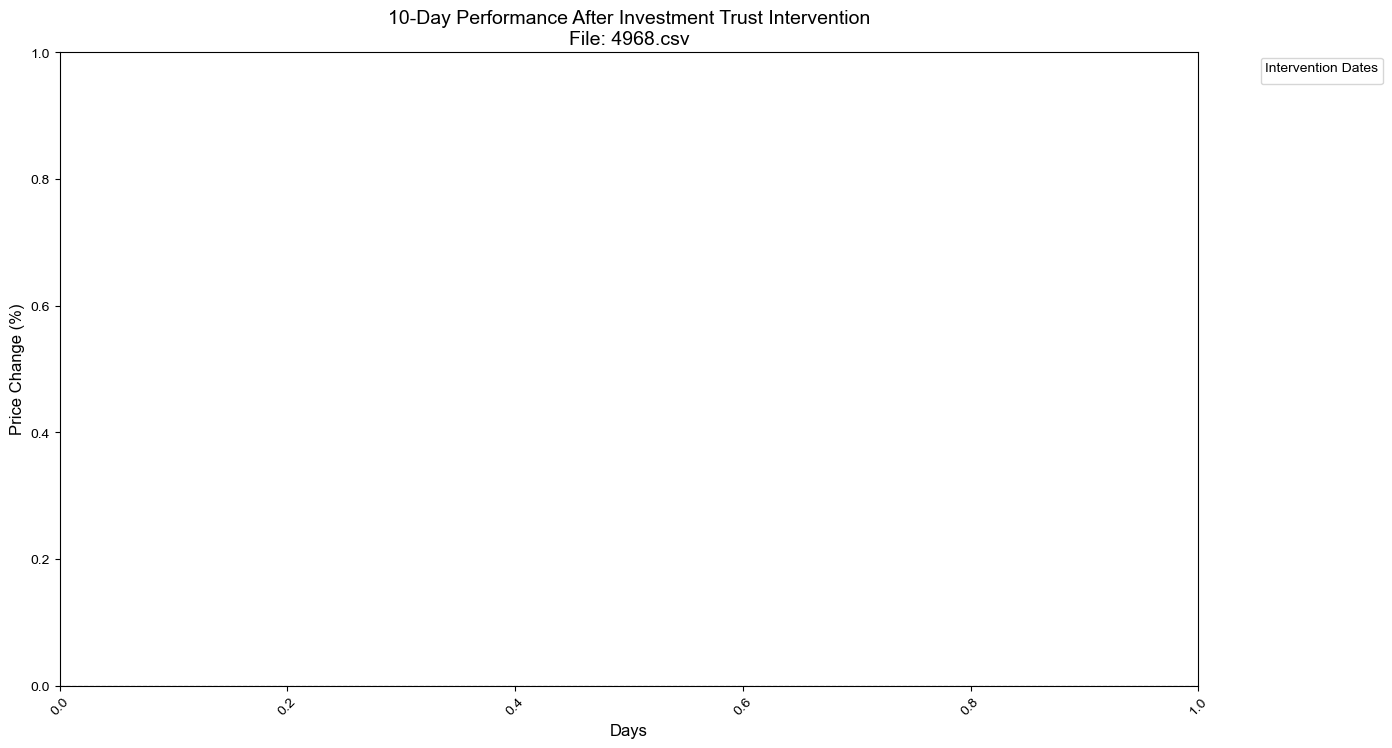 10-Day Performance After Investment Trust Intervention
File: 4968.csv
Intervention Dates
Price Change (%)
1.0
0.8
0.6
0.4
0.2
0.0
0.0
0.2
0.4
0.6
0.8
1.0
Days